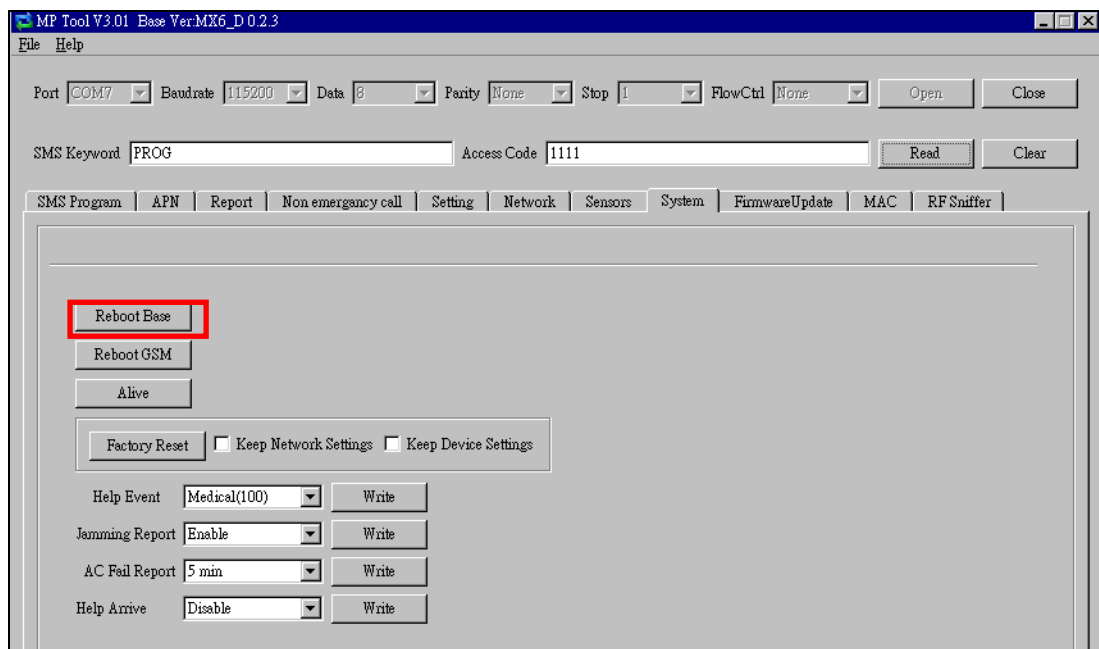 MP Tool V3.01 Base Ver:MX6_D 0.2.3
File Help
Port COM7 Baudrate 115200 Data 8 Parity None Stop 1 FlowCtrl None Open Close
SMS Keyword PROG Access Code 1111 Read Clear
SMS Program APN Report Non emergancy call Setting Network Sensors System FirmwareUpdate MAC RF Sniffer
Reboot Base
Reboot GSM
Alive
Factory Reset Keep Network Settings Keep Device Settings
Help Event Medical(100) Write
Jamming Report Enable Write
AC Fail Report 5 min Write
Help Arrive Disable Write